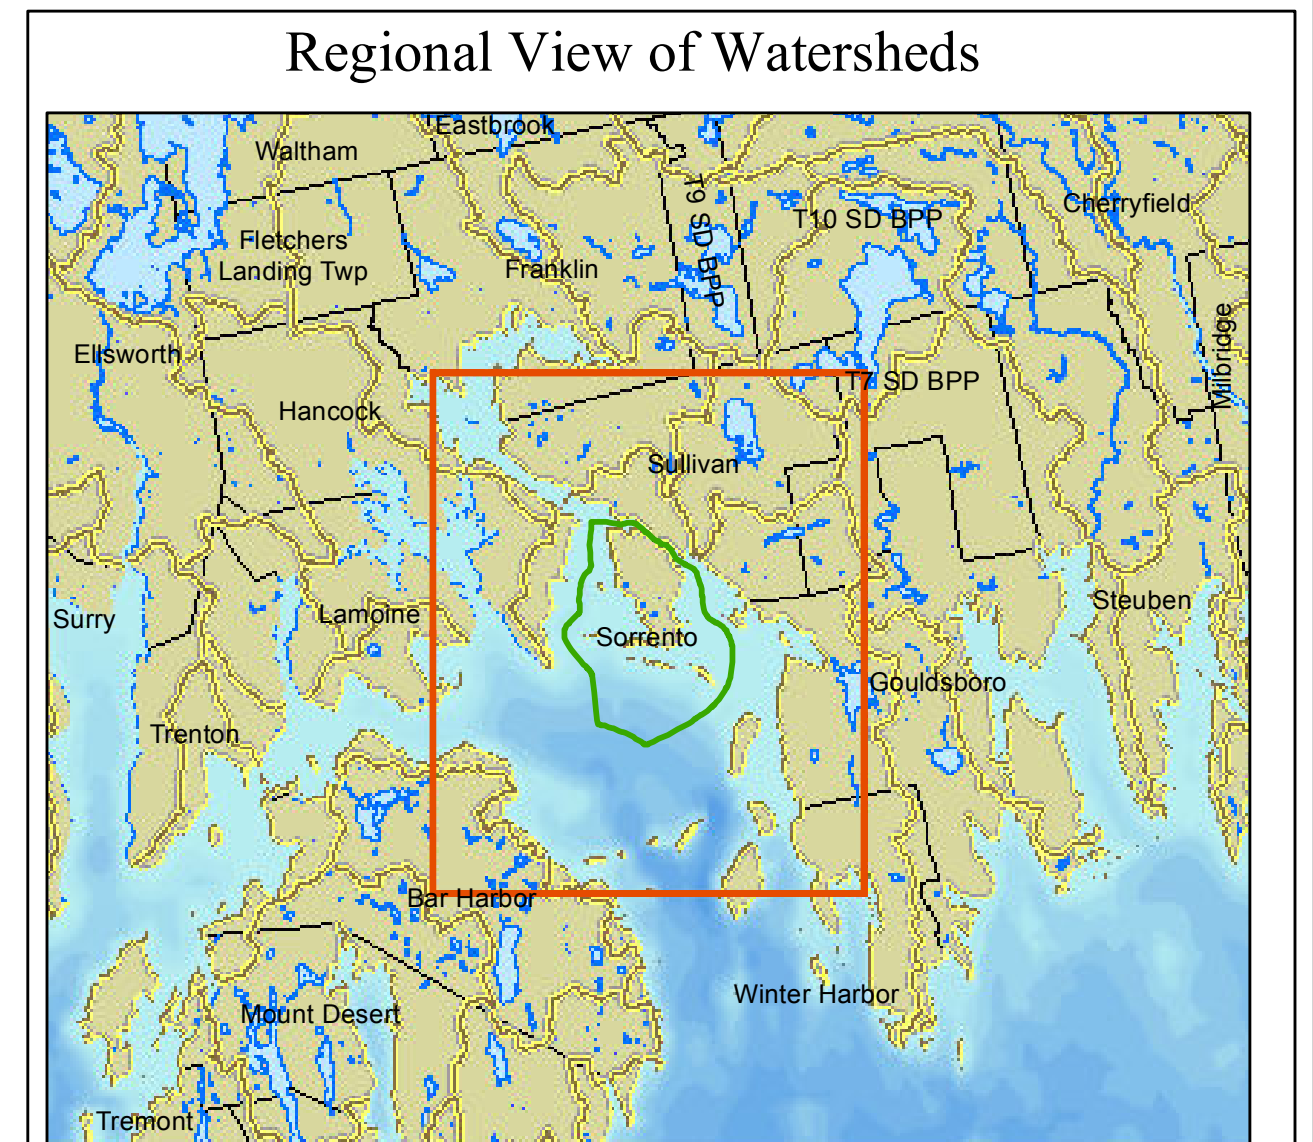 Regional View of Watersheds
Eastbrook
Waltham
T9 SD BPP
Cherryfield
T10 SD BPP
Fletchers
Landing Twp
Franklin
Milbridge
Ellsworth
T7 SD BPP
Hancock
Sullivan
Steuben
Lamoine
Surry
Sorrento
Gouldsboro
Trenton
Bar Harbor
Winter Harbor
Mount Desert
Tremont